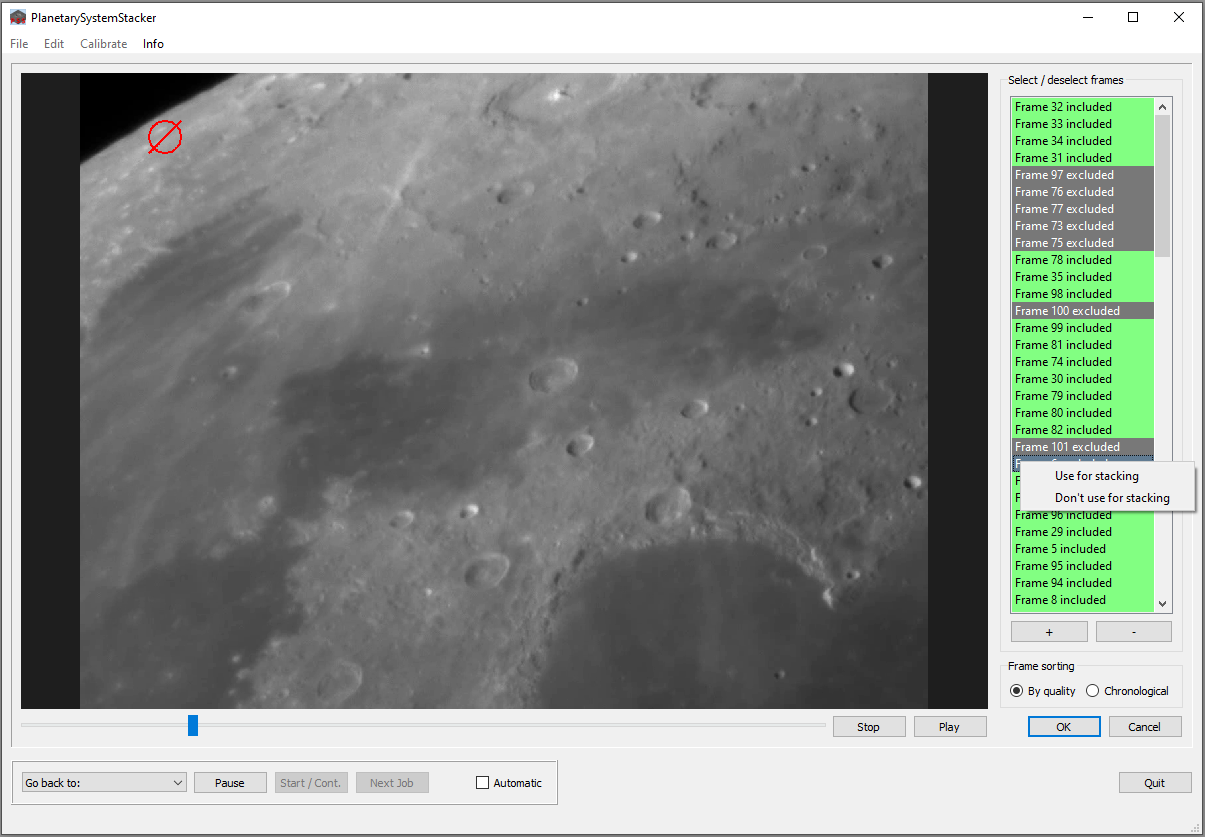 PlanetarySystemStacker
File Edit Calibrate Info
Select / deselect frames
Frame 32 included
Frame 33 included
Frame 34 included
Frame 31 included
Frame 97 excluded
Frame 76 excluded
Frame 77 excluded
Frame 73 excluded
Frame 75 excluded
Frame 78 included
Frame 35 included
Frame 98 included
Frame 100 excluded
Frame 99 included
Frame 81 included
Frame 74 included
Frame 30 included
Frame 79 included
Frame 80 included
Frame 82 included
Frame 101 excluded
Use for stacking
Don't use for stacking
Frame 96 included
Frame 29 included
Frame 5 included
Frame 95 included
Frame 94 included
Frame 8 included
+ -
Frame sorting
By quality Chronological
Stop Play OK Cancel
Go back to: Pause Start / Cont. Next Job Automatic Quit